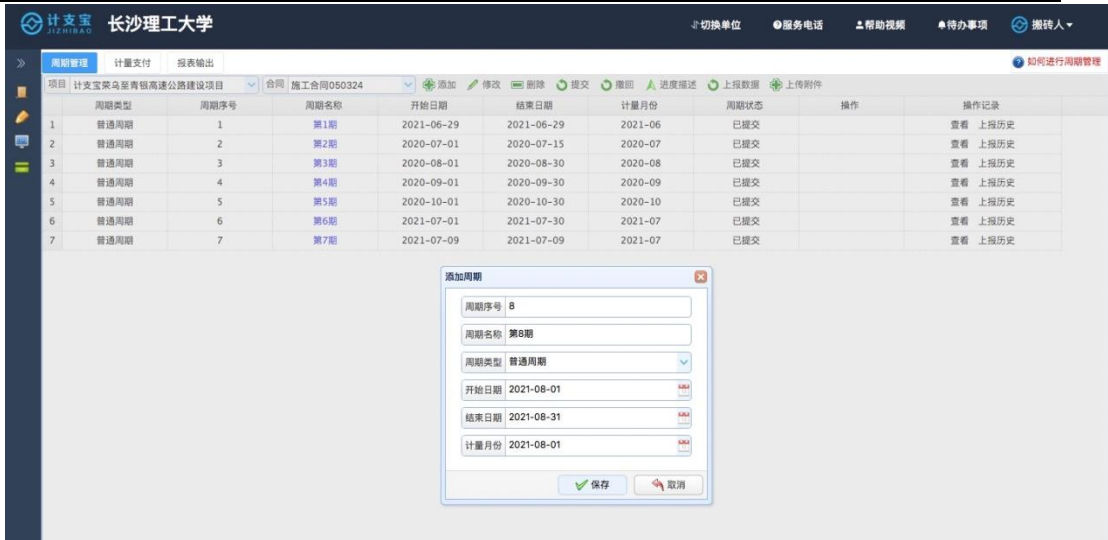 计支宝 长沙理工大学 切换单位 服务电话 帮助视频 待办事项 搬砖人
JIZHIBAO
周期管理 计量支付 报表输出 如何进行周期管理
项目 计支宝荣乌至青银高速公路建设项目 合同 施工合同050324 添加 修改 删除 提交 撤回 进度描述 上报数据 上传附件
周期类型 周期序号 周期名称 开始日期 结束日期 计量月份 周期状态 操作 操作记录
1 普通周期 1 第1期 2021-06-29 2021-06-29 2021-06 已提交 查看 上报历史
2 普通周期 2 第2期 2020-07-01 2020-07-15 2020-07 已提交 查看 上报历史
3 普通周期 3 第3期 2020-08-01 2020-08-30 2020-08 已提交 查看 上报历史
4 普通周期 4 第4期 2020-09-01 2020-09-30 2020-09 已提交 查看 上报历史
5 普通周期 5 第5期 2020-10-01 2020-10-30 2020-10 已提交 查看 上报历史
6 普通周期 6 第6期 2021-07-01 2021-07-30 2021-07 已提交 查看 上报历史
7 普通周期 7 第7期 2021-07-09 2021-07-09 2021-07 已提交 查看 上报历史
添加周期
周期序号 8
周期名称 第8期
周期类型 普通周期
开始日期 2021-08-01
结束日期 2021-08-31
计量月份 2021-08-01
保存 取消